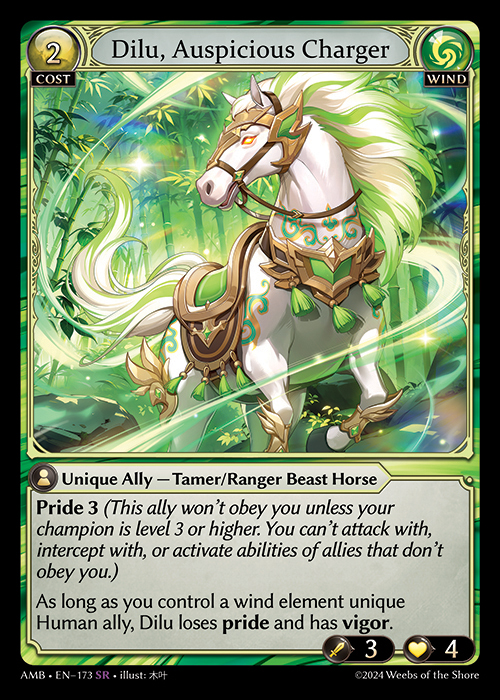 2
COST
Dilu, Auspicious Charger
WIND
Unique Ally — Tamer/Ranger Beast Horse
Pride 3 (This ally won't obey you unless your
champion is level 3 or higher. You can't attack with,
intercept with, or activate abilities of allies that don't
obey you.)
As long as you control a wind element unique
Human ally, Dilu loses pride and has vigor.
3
4
AMB • EN–173 SR • illust: 木叶
©2024 Weebs of the Shore